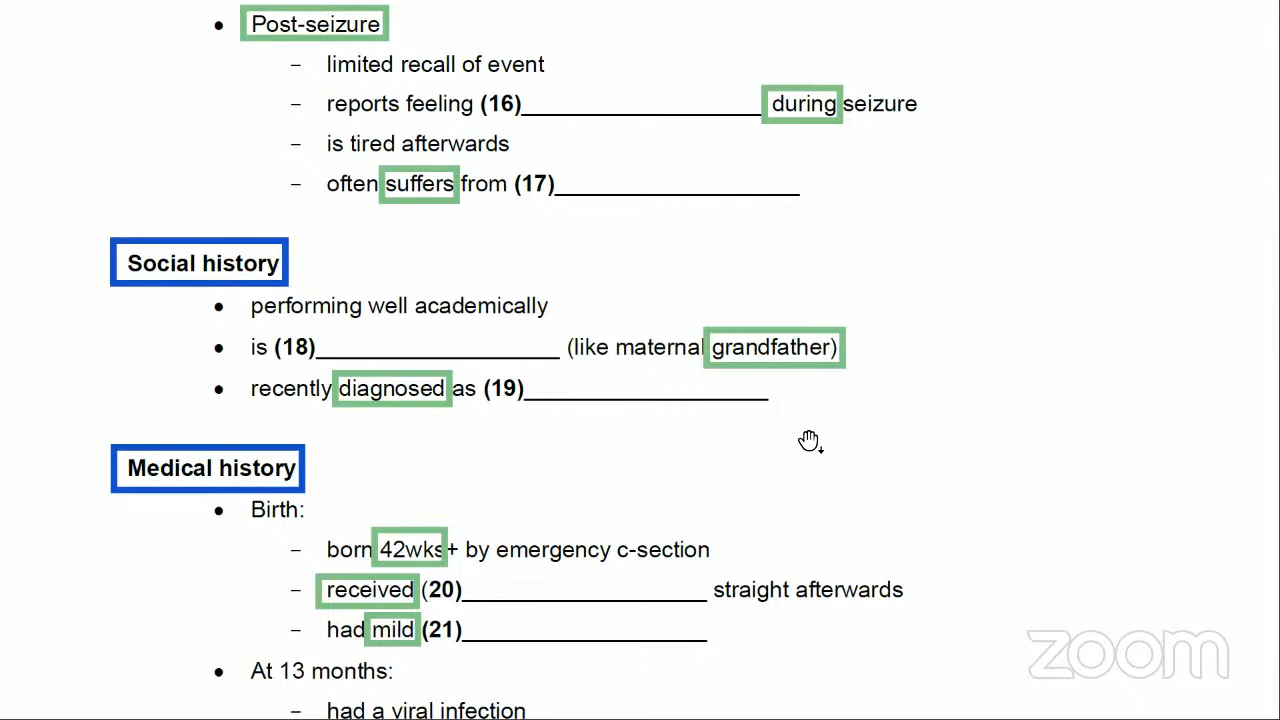 • Post-seizure
– limited recall of event
– reports feeling (16)____________________ during seizure
– is tired afterwards
– often suffers from (17)____________________
Social history
• performing well academically
• is (18)____________________ (like maternal grandfather)
• recently diagnosed as (19)____________________
Medical history
• Birth:
– born 42wks+ by emergency c-section
– received (20)____________________ straight afterwards
– had mild (21)____________________
• At 13 months:
– had a viral infection
zoom